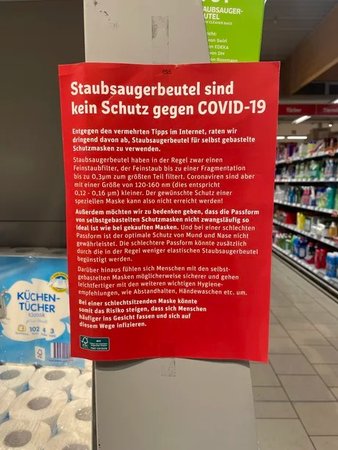 STAUBSAUGER-
BEUTEL
Staubsaugerbeutel sind
kein Schutz gegen COVID-19
Entgegen den vermehrten Tipps im Internet, raten wir
dringend davon ab, Staubsaugerbeutel für selbst gebastelte
Schutzmasken zu verwenden.
Staubsaugerbeutel haben in der Regel zwar einen
Feinstaubfilter, der Feinstaub bis zu einer Fragmentation
bis zu 0,3µm zum größten Teil filtert. Coronaviren sind aber
mit einer Größe von 120-160 nm (dies entspricht
0,12 - 0,16 µm) kleiner. Der gewünschte Schutz einer
speziellen Maske kann also nicht erreicht werden!
Außerdem möchten wir zu bedenken geben, dass die Passform
von selbstgebastelten Schutzmasken nicht zwangsläufig so
ideal ist wie bei gekauften Masken. Und bei einer schlechten
Passform ist der optimale Schutz von Mund und Nase nicht
gewährleistet. Die schlechtere Passform könnte zusätzlich
durch die in der Regel weniger elastischen Staubsaugerbeutel
begünstigt werden.
Darüber hinaus fühlen sich Menschen mit den selbst-
gebastelten Masken möglicherweise sicherer und gehen
leichtfertiger mit den weiteren wichtigen Hygiene-
empfehlungen, wie Abstandhalten, Händewaschen etc. um.
Bei einer schlechtsitzenden Maske könnte
somit das Risiko steigen, dass sich Menschen
häufiger ins Gesicht fassen und sich auf
diesem Wege infizieren.
KÜCHEN-
TÜCHER
FSC